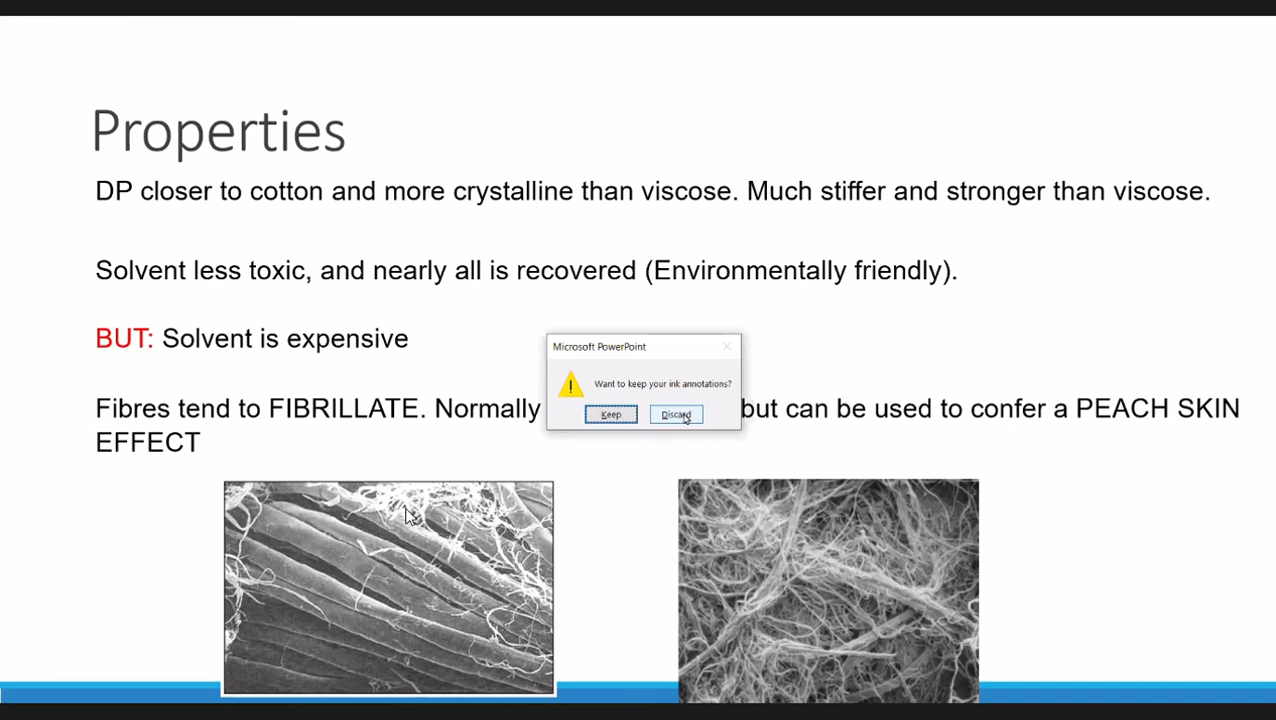 Properties
DP closer to cotton and more crystalline than viscose. Much stiffer and stronger than viscose.
Solvent less toxic, and nearly all is recovered (Environmentally friendly).
BUT: Solvent is expensive
Microsoft PowerPoint
Want to keep your ink annotations?
Keep Discard
Fibres tend to FIBRILLATE. Normally but can be used to confer a PEACH SKIN
EFFECT